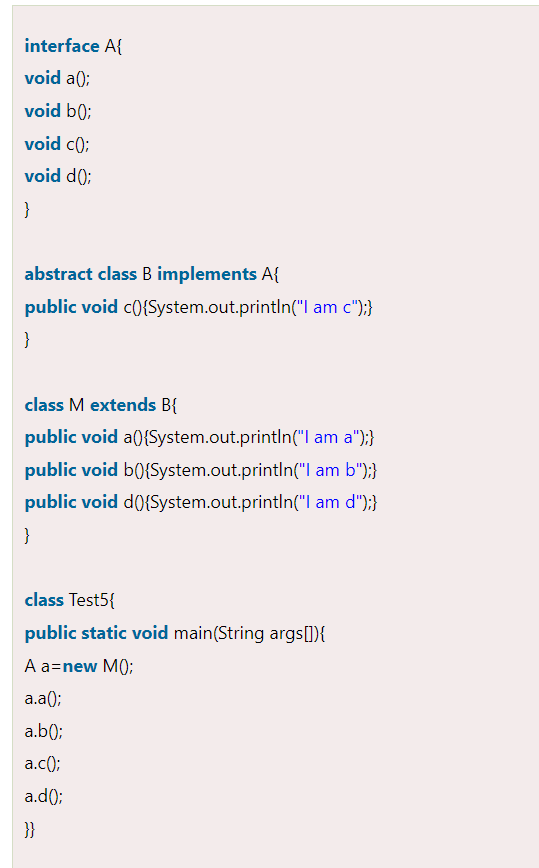 interface A{
void a();
void b();
void c();
void d();
}
abstract class B implements A{
public void c(){System.out.println("I am c");}
}
class M extends B{
public void a(){System.out.println("I am a");}
public void b(){System.out.println("I am b");}
public void d(){System.out.println("I am d");}
}
class Test5{
public static void main(String args[]){
A a=new M();
a.a();
a.b();
a.c();
a.d();
}}